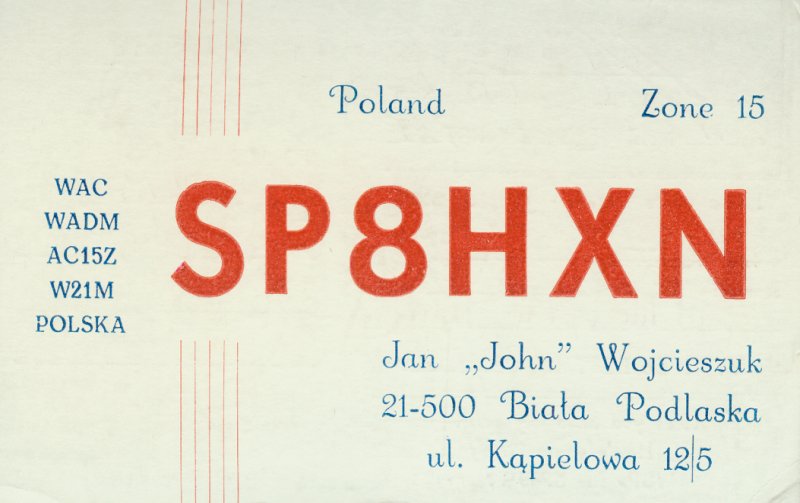 Poland Zone 15
WAC
WADM
AC15Z
W21M
POLSKA
SP8HXN
Jan „John” Wojcieszuk
21-500 Biała Podlaska
ul. Kąpielowa 12|5